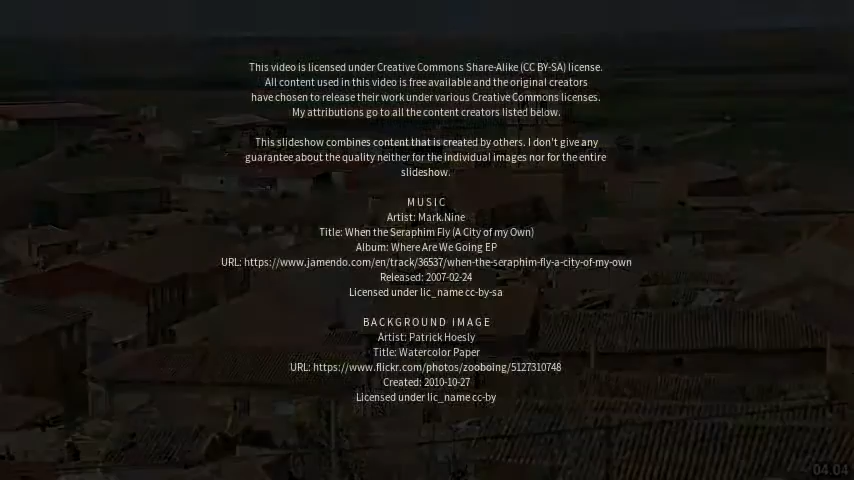 This video is licensed under Creative Commons Share-Alike (CC BY-SA) license.
All content used in this video is free available and the original creators
have chosen to release their work under various Creative Commons licenses.
My attributions go to all the content creators listed below.
This slideshow combines content that is created by others. I don't give any
guarantee about the quality neither for the individual images nor for the entire
slideshow.
MUSIC
Artist: Mark.Nine
Title: When the Seraphim Fly (A City of my Own)
Album: Where Are We Going EP
URL: https://www.jamendo.com/en/track/36537/when-the-seraphim-fly-a-city-of-my-own
Released: 2007-02-24
Licensed under lic_name cc-by-sa
BACKGROUND IMAGE
Artist: Patrick Hoesly
Title: Watercolor Paper
URL: https://www.flickr.com/photos/zooboing/5127310748
Created: 2010-10-27
Licensed under lic_name cc-by
04.04